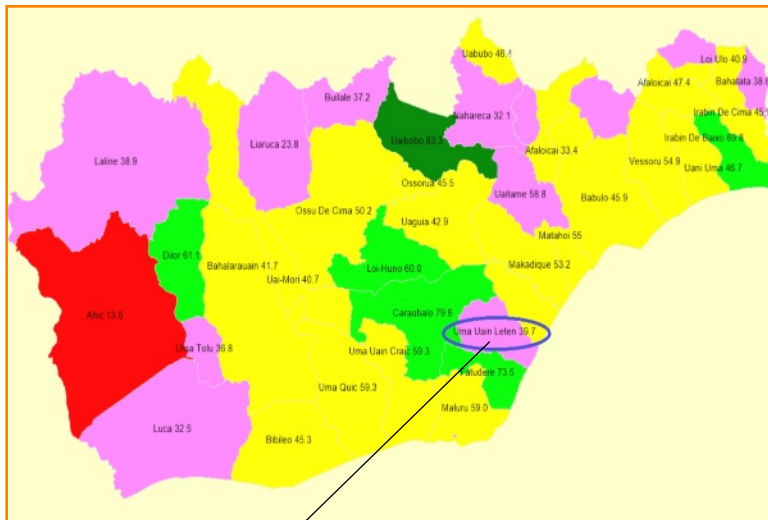 Uabubo 46.4
Loi Ulo 40.9
Afaloicai 47.4
Bahatata 38.6
Builale 37.2
Nahareca 32.1
Irabin De Cima 45.9
Liaruca 23.8
Uabubo 83.3
Afaloicai 33.4
Irabin De Baixo 69.8
Laline 38.9
Vessoru 54.9
Uani Uma 46.7
Ossorua 45.5
Uaitame 58.8
Babulo 45.9
Ossu De Cima 50.2
Uaguia 42.9
Matahoi 55
Dilor 61.1
Bahalarauain 41.7
Loi-Huno 60.0
Makadique 53.2
Uai-Mori 40.7
Ahic 13.6
Caraubalo 79.6
Uma Uain Leten 39.7
Uma Tolu 36.8
Uma Uain Craic 59.3
Fatudere 73.5
Uma Quic 59.3
Maluru 59.0
Luca 32.5
Bibileo 45.3